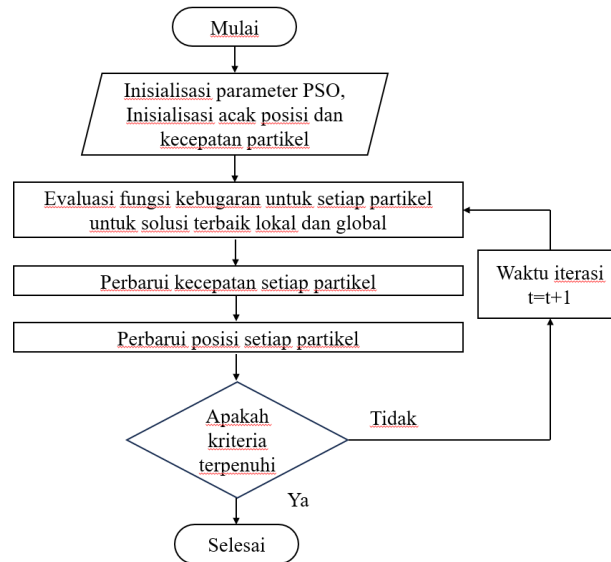 Mulai
Inisialisasi parameter PSO,
Inisialisasi acak posisi dan
kecepatan partikel
Evaluasi fungsi kebugaran untuk setiap partikel
untuk solusi terbaik lokal dan global
Perbarui kecepatan setiap partikel
Waktu iterasi
t=t+1
Perbarui posisi setiap partikel
Apakah
kriteria
terpenuhi
Tidak
Ya
Selesai